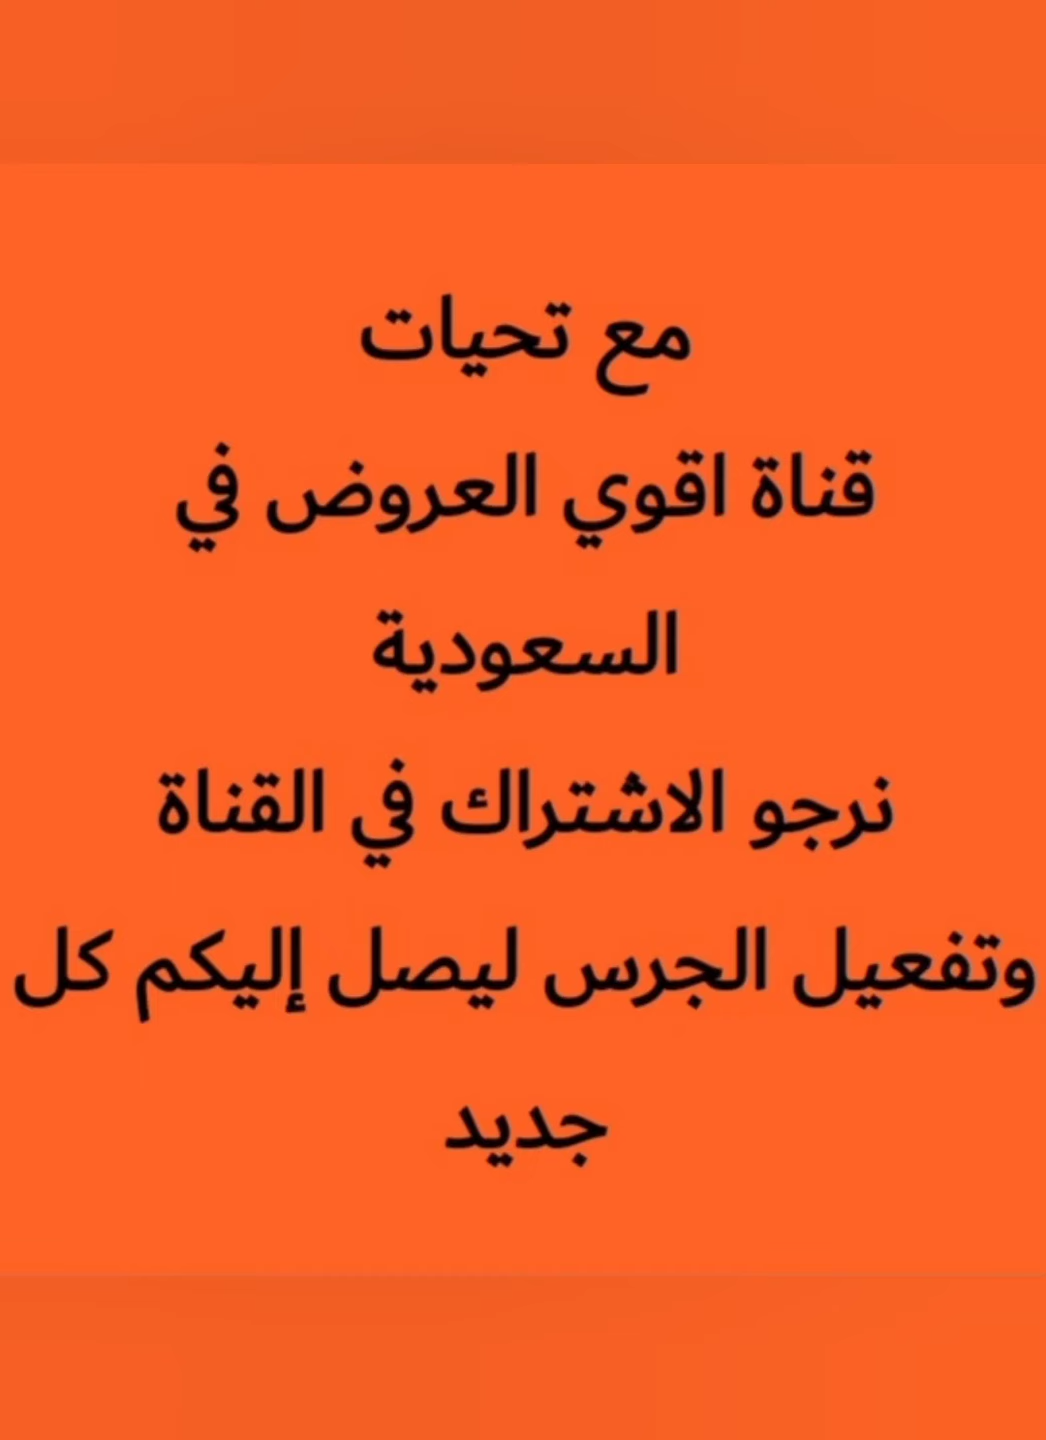 مع تحيات
قناة اقوي العروض في
السعودية
نرجو الاشتراك في القناة
وتفعيل الجرس ليصل إليكم كل
جديد